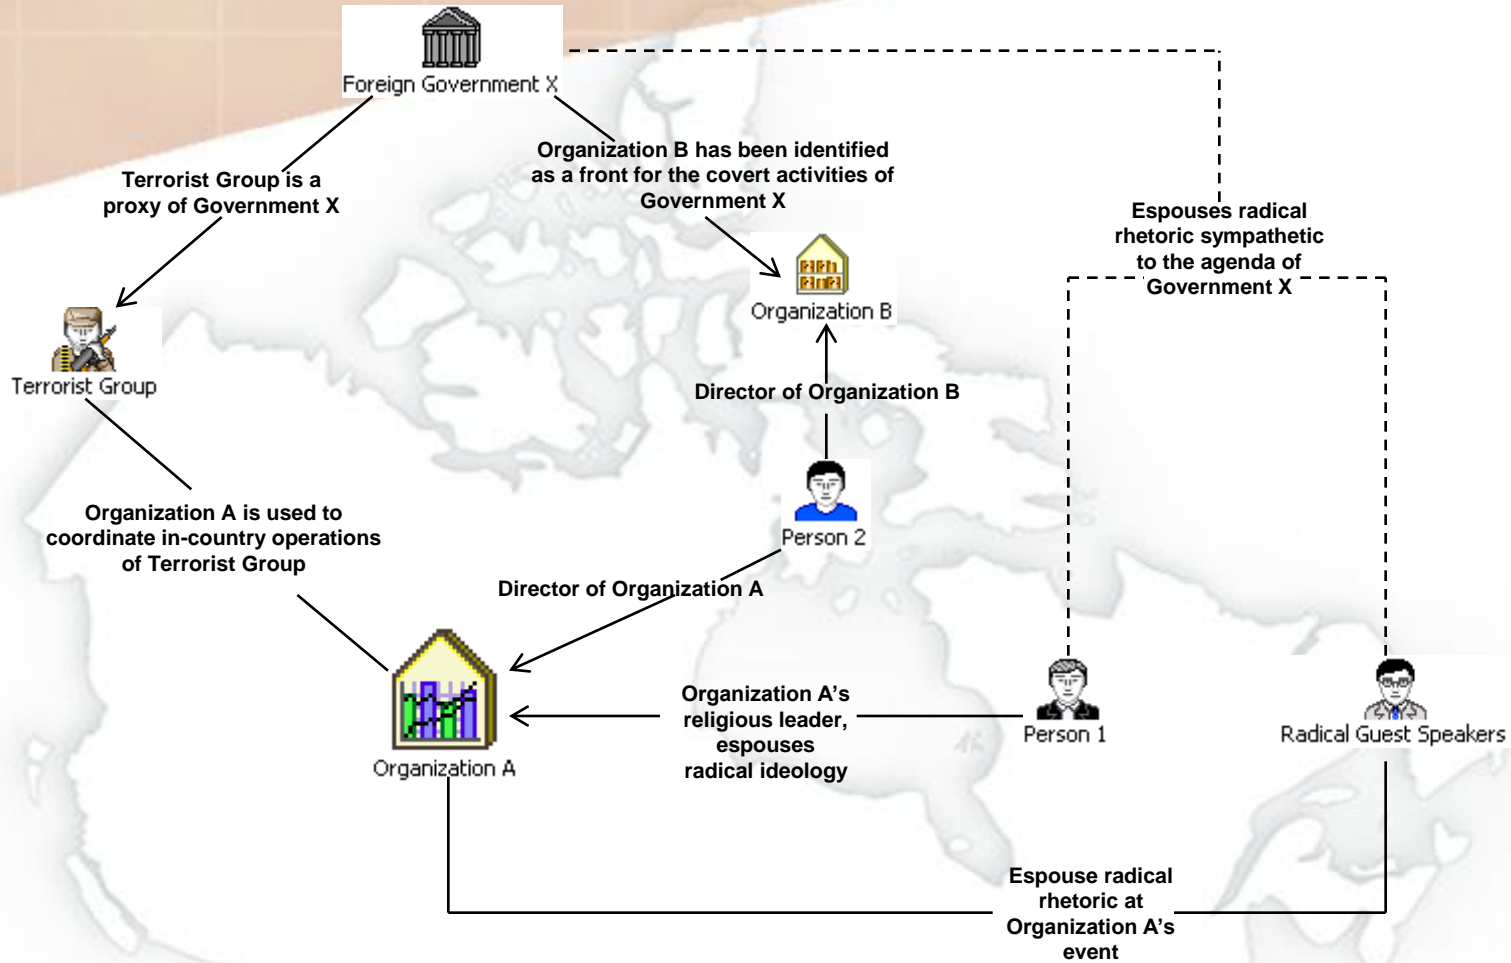 Foreign Government X
Terrorist Group is a
proxy of Government X
Organization B has been identified
as a front for the covert activities of
Government X
Espouses radical
rhetoric sympathetic
to the agenda of
Government X
Organization B
Terrorist Group
Director of Organization B
Organization A is used to
coordinate in-country operations
of Terrorist Group
Person 2
Director of Organization A
Organization A
Organization A’s
religious leader,
espouses
radical ideology
Person 1
Radical Guest Speakers
Espouse radical
rhetoric at
Organization A’s
event